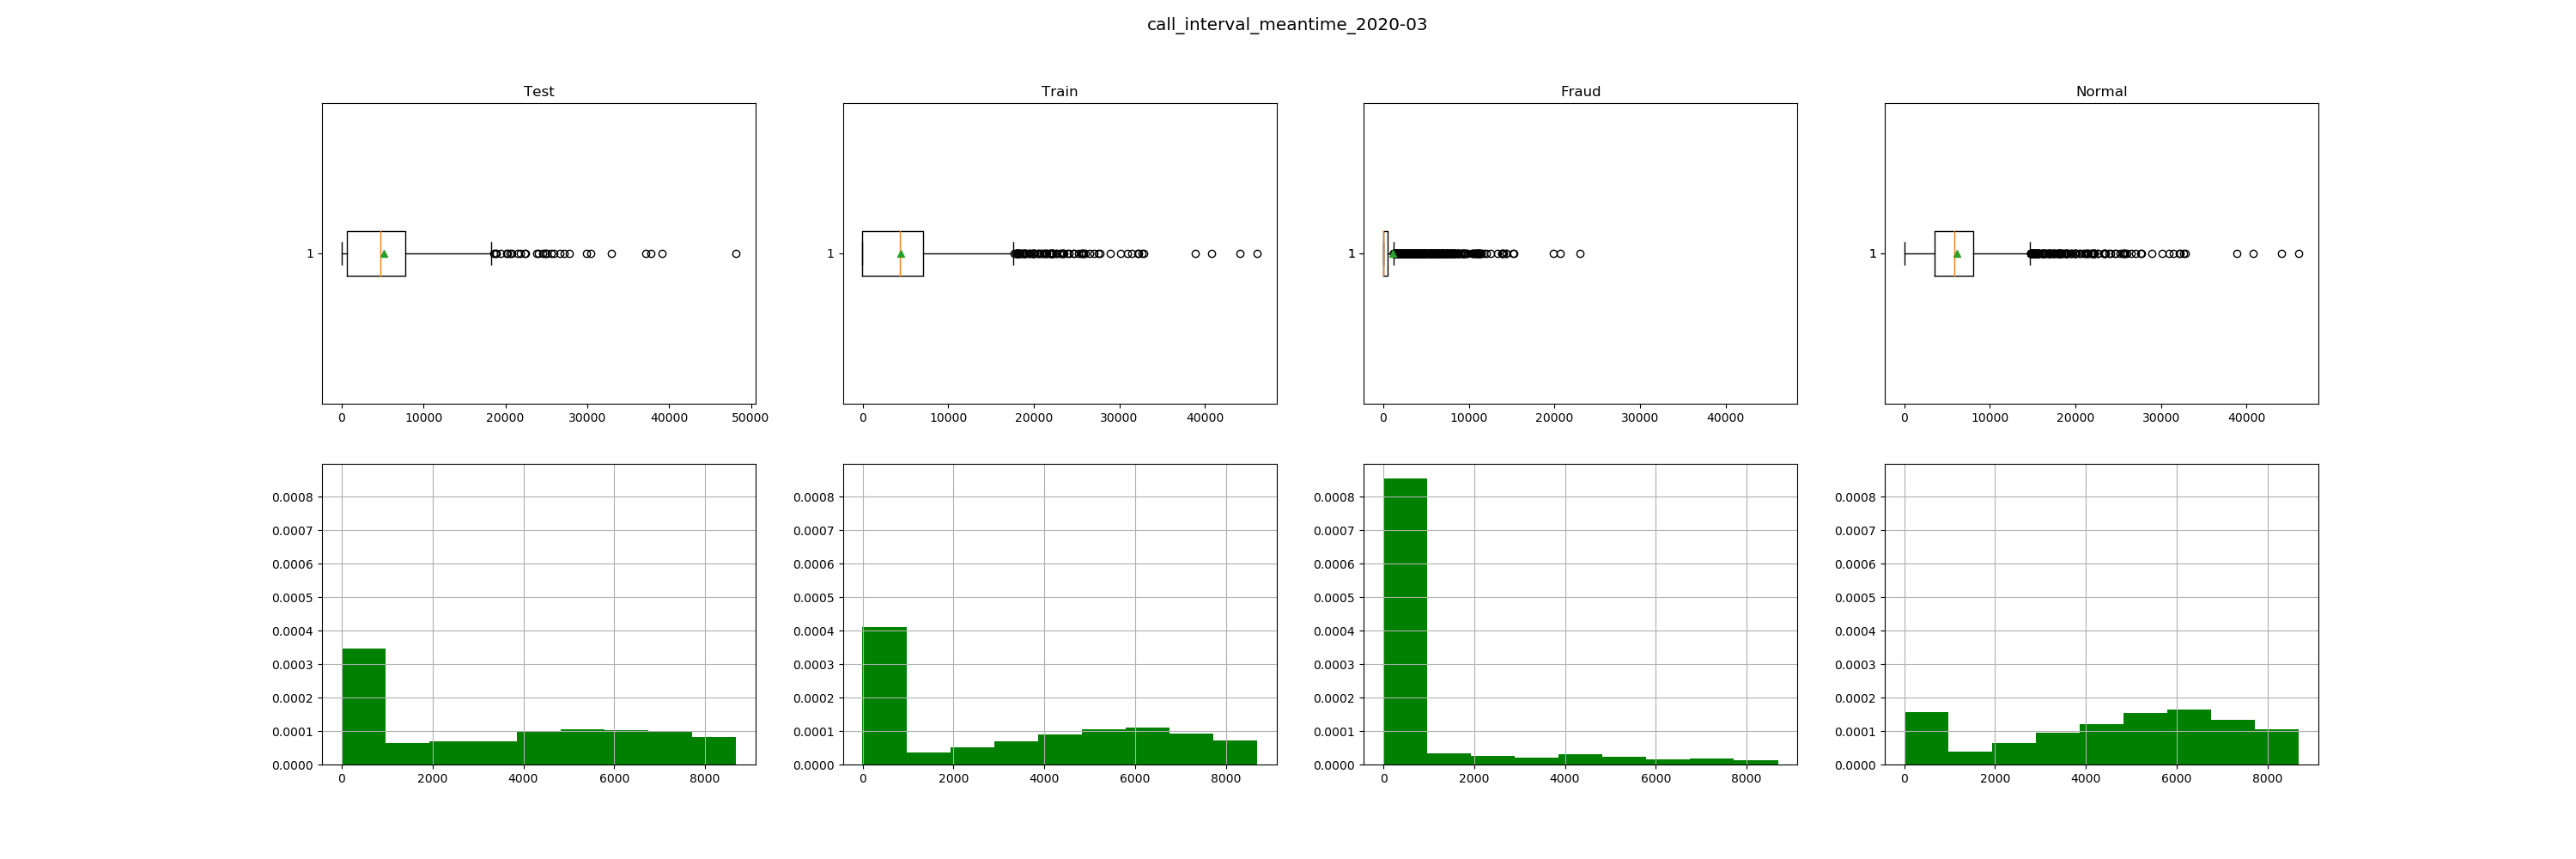 call_interval_meantime_2020-03
Test Train Fraud Normal
1 1 1 1
0 10000 20000 30000 40000 50000 0 10000 20000 30000 40000 0 10000 20000 30000 40000 0 10000 20000 30000 40000
0.0008 0.0008 0.0008 0.0008
0.0007 0.0007 0.0007 0.0007
0.0006 0.0006 0.0006 0.0006
0.0005 0.0005 0.0005 0.0005
0.0004 0.0004 0.0004 0.0004
0.0003 0.0003 0.0003 0.0003
0.0002 0.0002 0.0002 0.0002
0.0001 0.0001 0.0001 0.0001
0.0000 0.0000 0.0000 0.0000
0 2000 4000 6000 8000 0 2000 4000 6000 8000 0 2000 4000 6000 8000 0 2000 4000 6000 8000